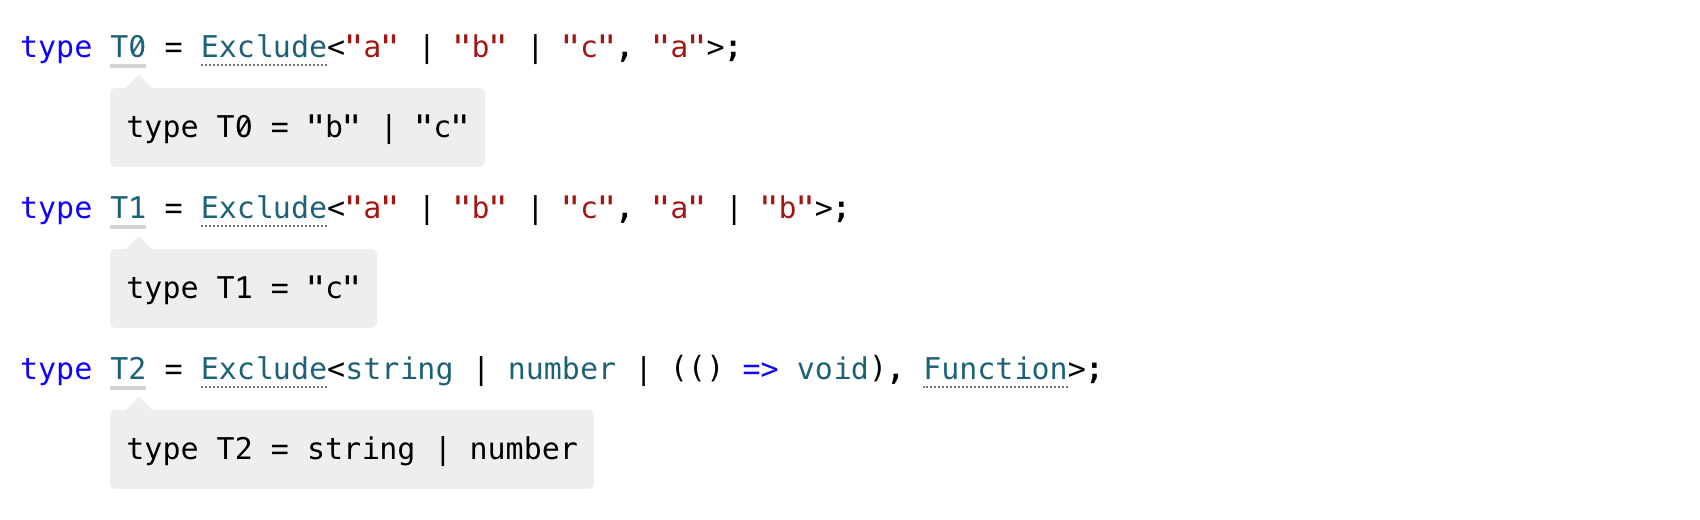 type T0 = Exclude<"a" | "b" | "c", "a">;
type T0 = "b" | "c"
type T1 = Exclude<"a" | "b" | "c", "a" | "b">;
type T1 = "c"
type T2 = Exclude<string | number | (() => void), Function>;
type T2 = string | number